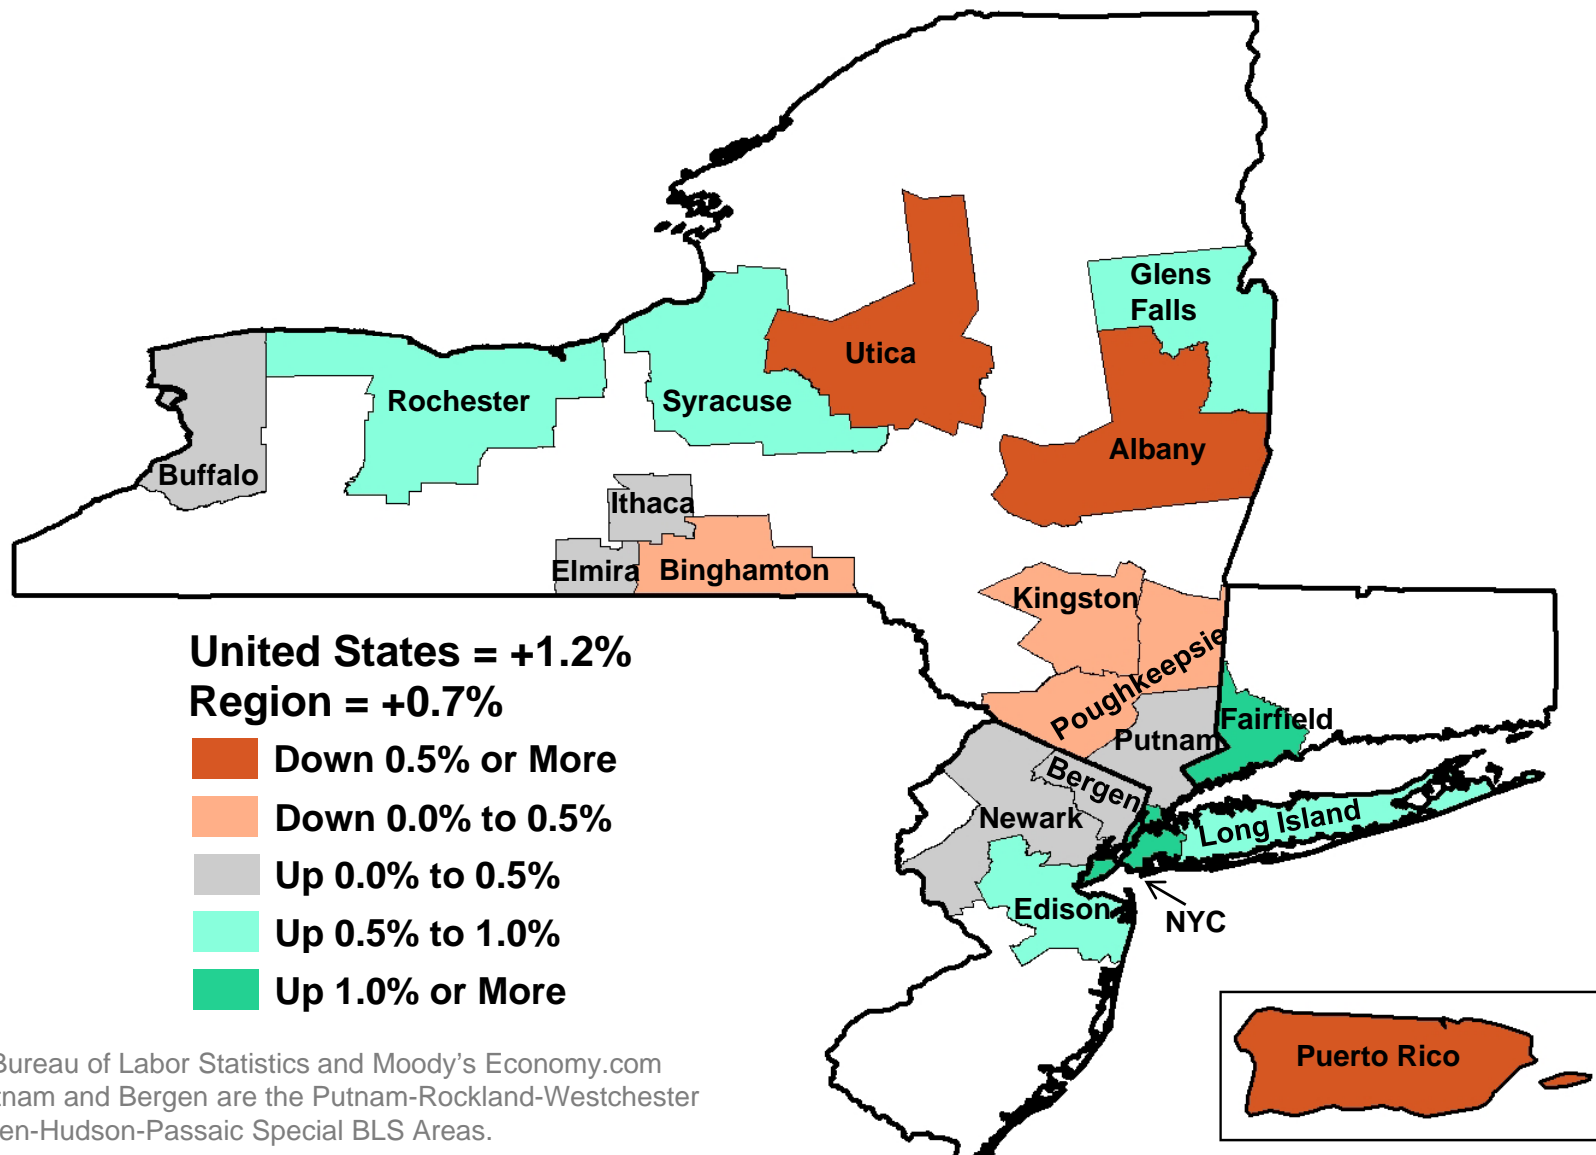 Glens
Falls
Utica
Rochester
Syracuse
Albany
Buffalo
Ithaca
Elmira
Binghamton
Kingston
Poughkeepsie
Fairfield
Putnam
Bergen
Newark
Long Island
Edison
NYC
United States = +1.2%
Region = +0.7%
Down 0.5% or More
Down 0.0% to 0.5%
Up 0.0% to 0.5%
Up 0.5% to 1.0%
Up 1.0% or More
Puerto Rico
Bureau of Labor Statistics and Moody's Economy.com
tnam and Bergen are the Putnam-Rockland-Westchester
en-Hudson-Passaic Special BLS Areas.